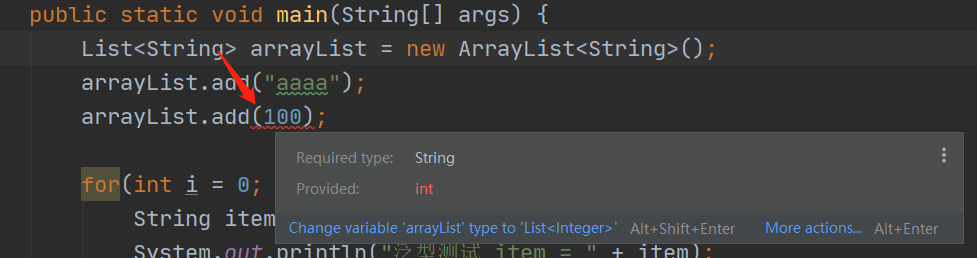 public static void main(String[] args) {
List<String> arrayList = new ArrayList<String>();
arrayList.add("aaaa");
arrayList.add(100);
Required type: String
Provided: int
for(int i = 0;
Change variable 'arrayList' type to 'List<Integer>' Alt+Shift+Enter More actions... Alt+Enter
String item
System.out.println("泛型测试 item = " + item);